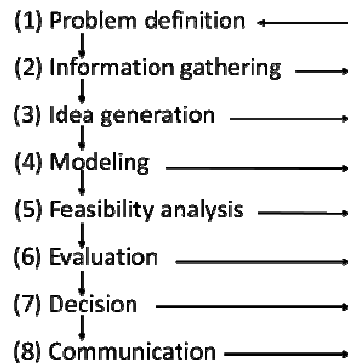 (1) Problem definition
(2) Information gathering
(3) Idea generation
(4) Modeling
(5) Feasibility analysis
(6) Evaluation
(7) Decision
(8) Communication